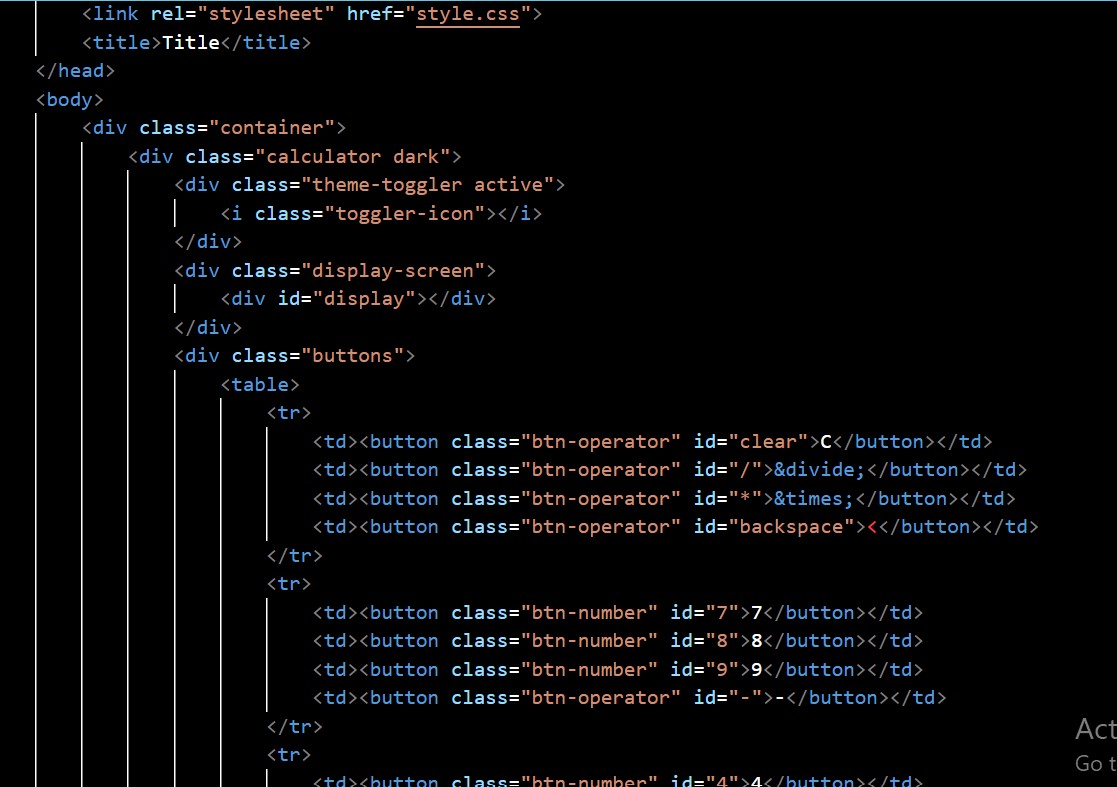 <link rel="stylesheet" href="style.css">
<title>Title</title>
</head>
<body>
<div class="container">
<div class="calculator dark">
<div class="theme-toggler active">
<i class="toggler-icon"></i>
</div>
<div class="display-screen">
<div id="display"></div>
</div>
<div class="buttons">
<table>
<tr>
<td><button class="btn-operator" id="clear">C</button></td>
<td><button class="btn-operator" id="/">&divide;</button></td>
<td><button class="btn-operator" id="*">&times;</button></td>
<td><button class="btn-operator" id="backspace"><</button></td>
</tr>
<tr>
<td><button class="btn-number" id="7">7</button></td>
<td><button class="btn-number" id="8">8</button></td>
<td><button class="btn-number" id="9">9</button></td>
<td><button class="btn-operator" id="-">-</button></td>
</tr>
<tr>
<td><button class="btn-number" id="4">4</button></td>
Act
Go t